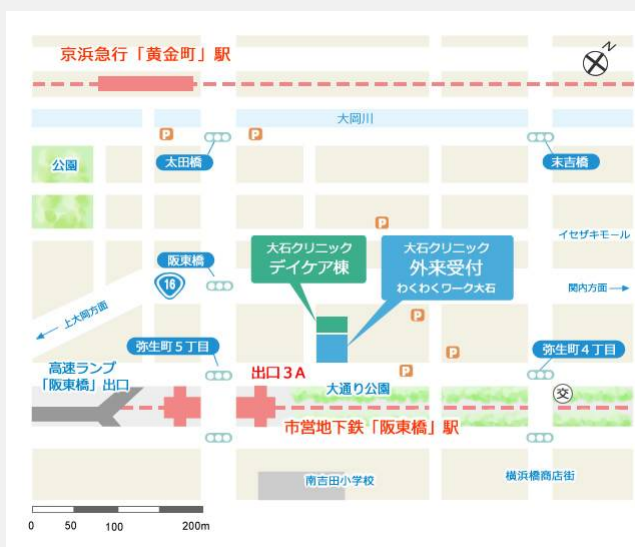 京浜急行「黄金町」駅
N
大岡川
P
P
太田橋
末吉橋
公園
P
イセザキモール
大石クリニック
デイケア棟
大石クリニック
外来受付
わくわくワーク大石
阪東橋
16
関内方面→
←上大岡方面
P
弥生町5丁目
弥生町4丁目
P
P
高速ランプ
「阪東橋」出口
出口3A
大通り公園
交
市営地下鉄「阪東橋」駅
南吉田小学校
横浜橋商店街
0 50 100 200m